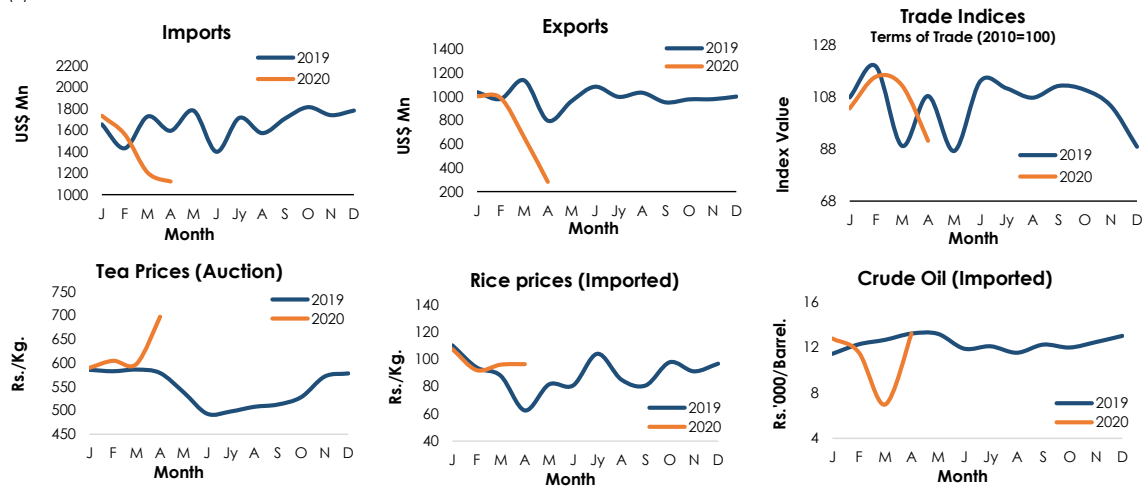 Imports
US$ Mn
2200
2000
1800
1600
1400
1200
1000
2019
2020
J F M A M J Jy A S O N D
Month
Exports
US$ Mn
1400
1200
1000
800
600
400
200
2019
2020
J F M A M J Jy A S O N D
Month
Trade Indices
Terms of Trade (2010=100)
Index Value
128
108
88
68
2019
2020
J F M A M J Jy A S O N D
Month
Tea Prices (Auction)
Rs./Kg.
750
700
650
600
550
500
450
2019
2020
J F M A M J Jy A S O N D
Month
Rice prices (Imported)
Rs./Kg.
140
120
100
80
60
40
2019
2020
J F M A M J Jy A S O N D
Month
Crude Oil (Imported)
Rs.'000/Barrel.
16
12
8
4
2019
2020
J F M A M J Jy A S O N D
Month